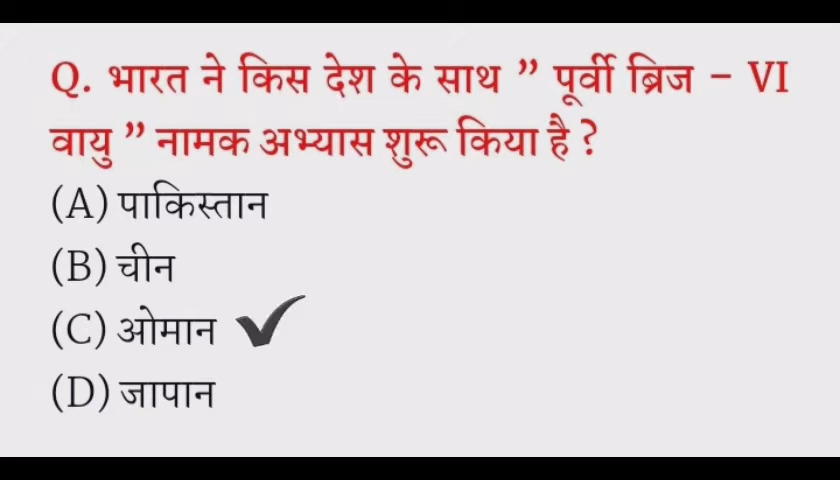 Q. भारत ने किस देश के साथ ” पूर्वी ब्रिज – VI
वायु ” नामक अभ्यास शुरू किया है ?
(A) पाकिस्तान
(B) चीन
(C) ओमान
(D) जापान